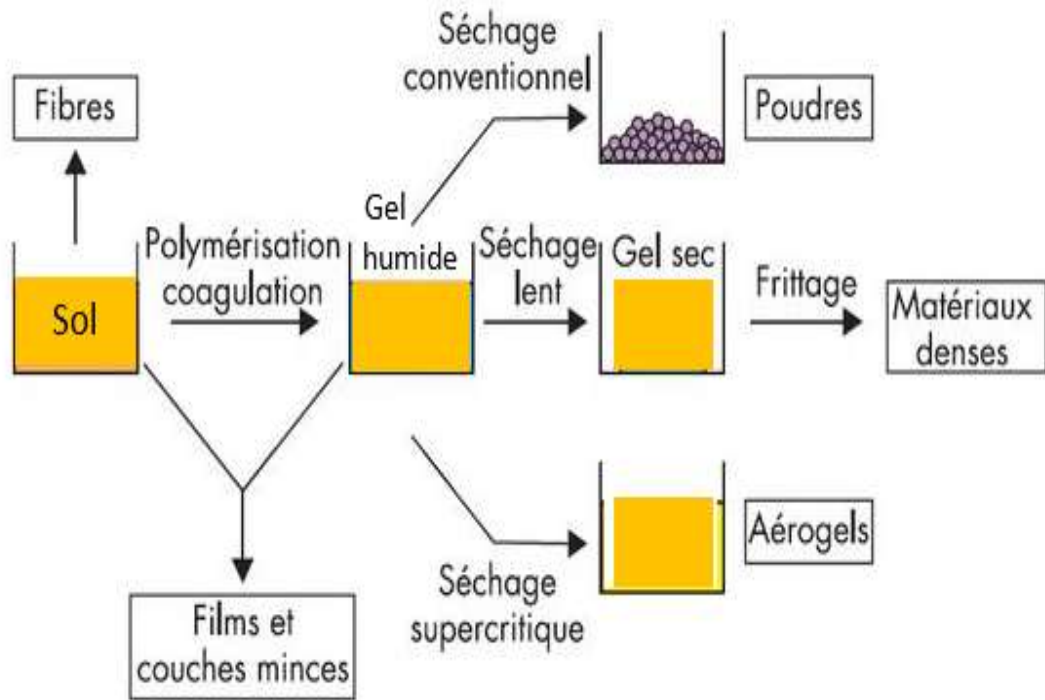 Séchage
conventionnel
Fibres
Poudres
Gel
humide
Polymérisation
coagulation
Séchage
lent
Gel sec
Frittage
Sol
Matériaux
denses
Aérogels
Séchage
supercritique
Films et
couches minces